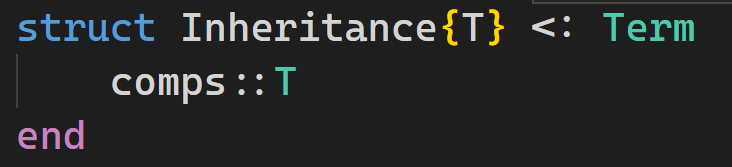 struct Inheritance{T} <: Term
    comps::T
end